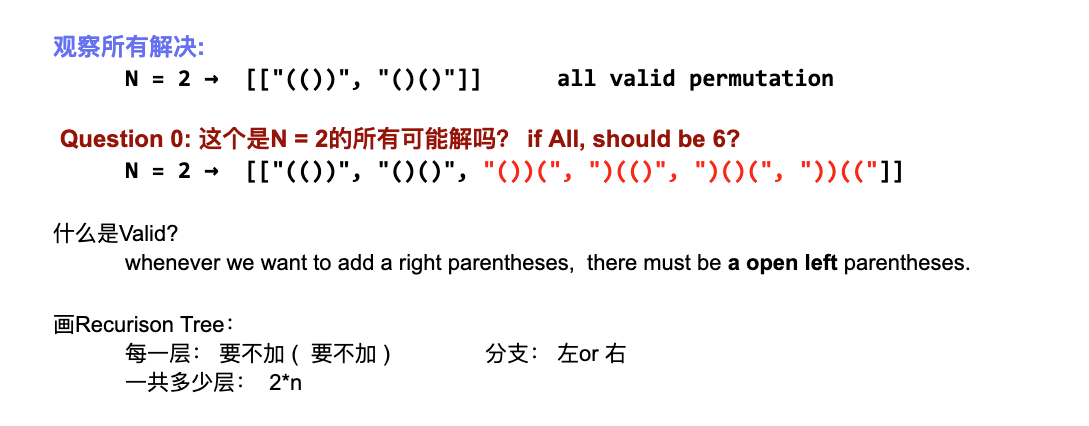 观察所有解决:
N = 2 → [["(())", "()()"]] all valid permutation
Question 0: 这个是N = 2的所有可能解吗? if All, should be 6?
N = 2 → [["(())", "()()", "())(", ")(()", ")()(", "))(("]]
什么是Valid?
whenever we want to add a right parentheses, there must be a open left parentheses.
画Recurison Tree：
每一层： 要不加 ( 要不加 ) 分支： 左or 右
一共多少层： 2*n